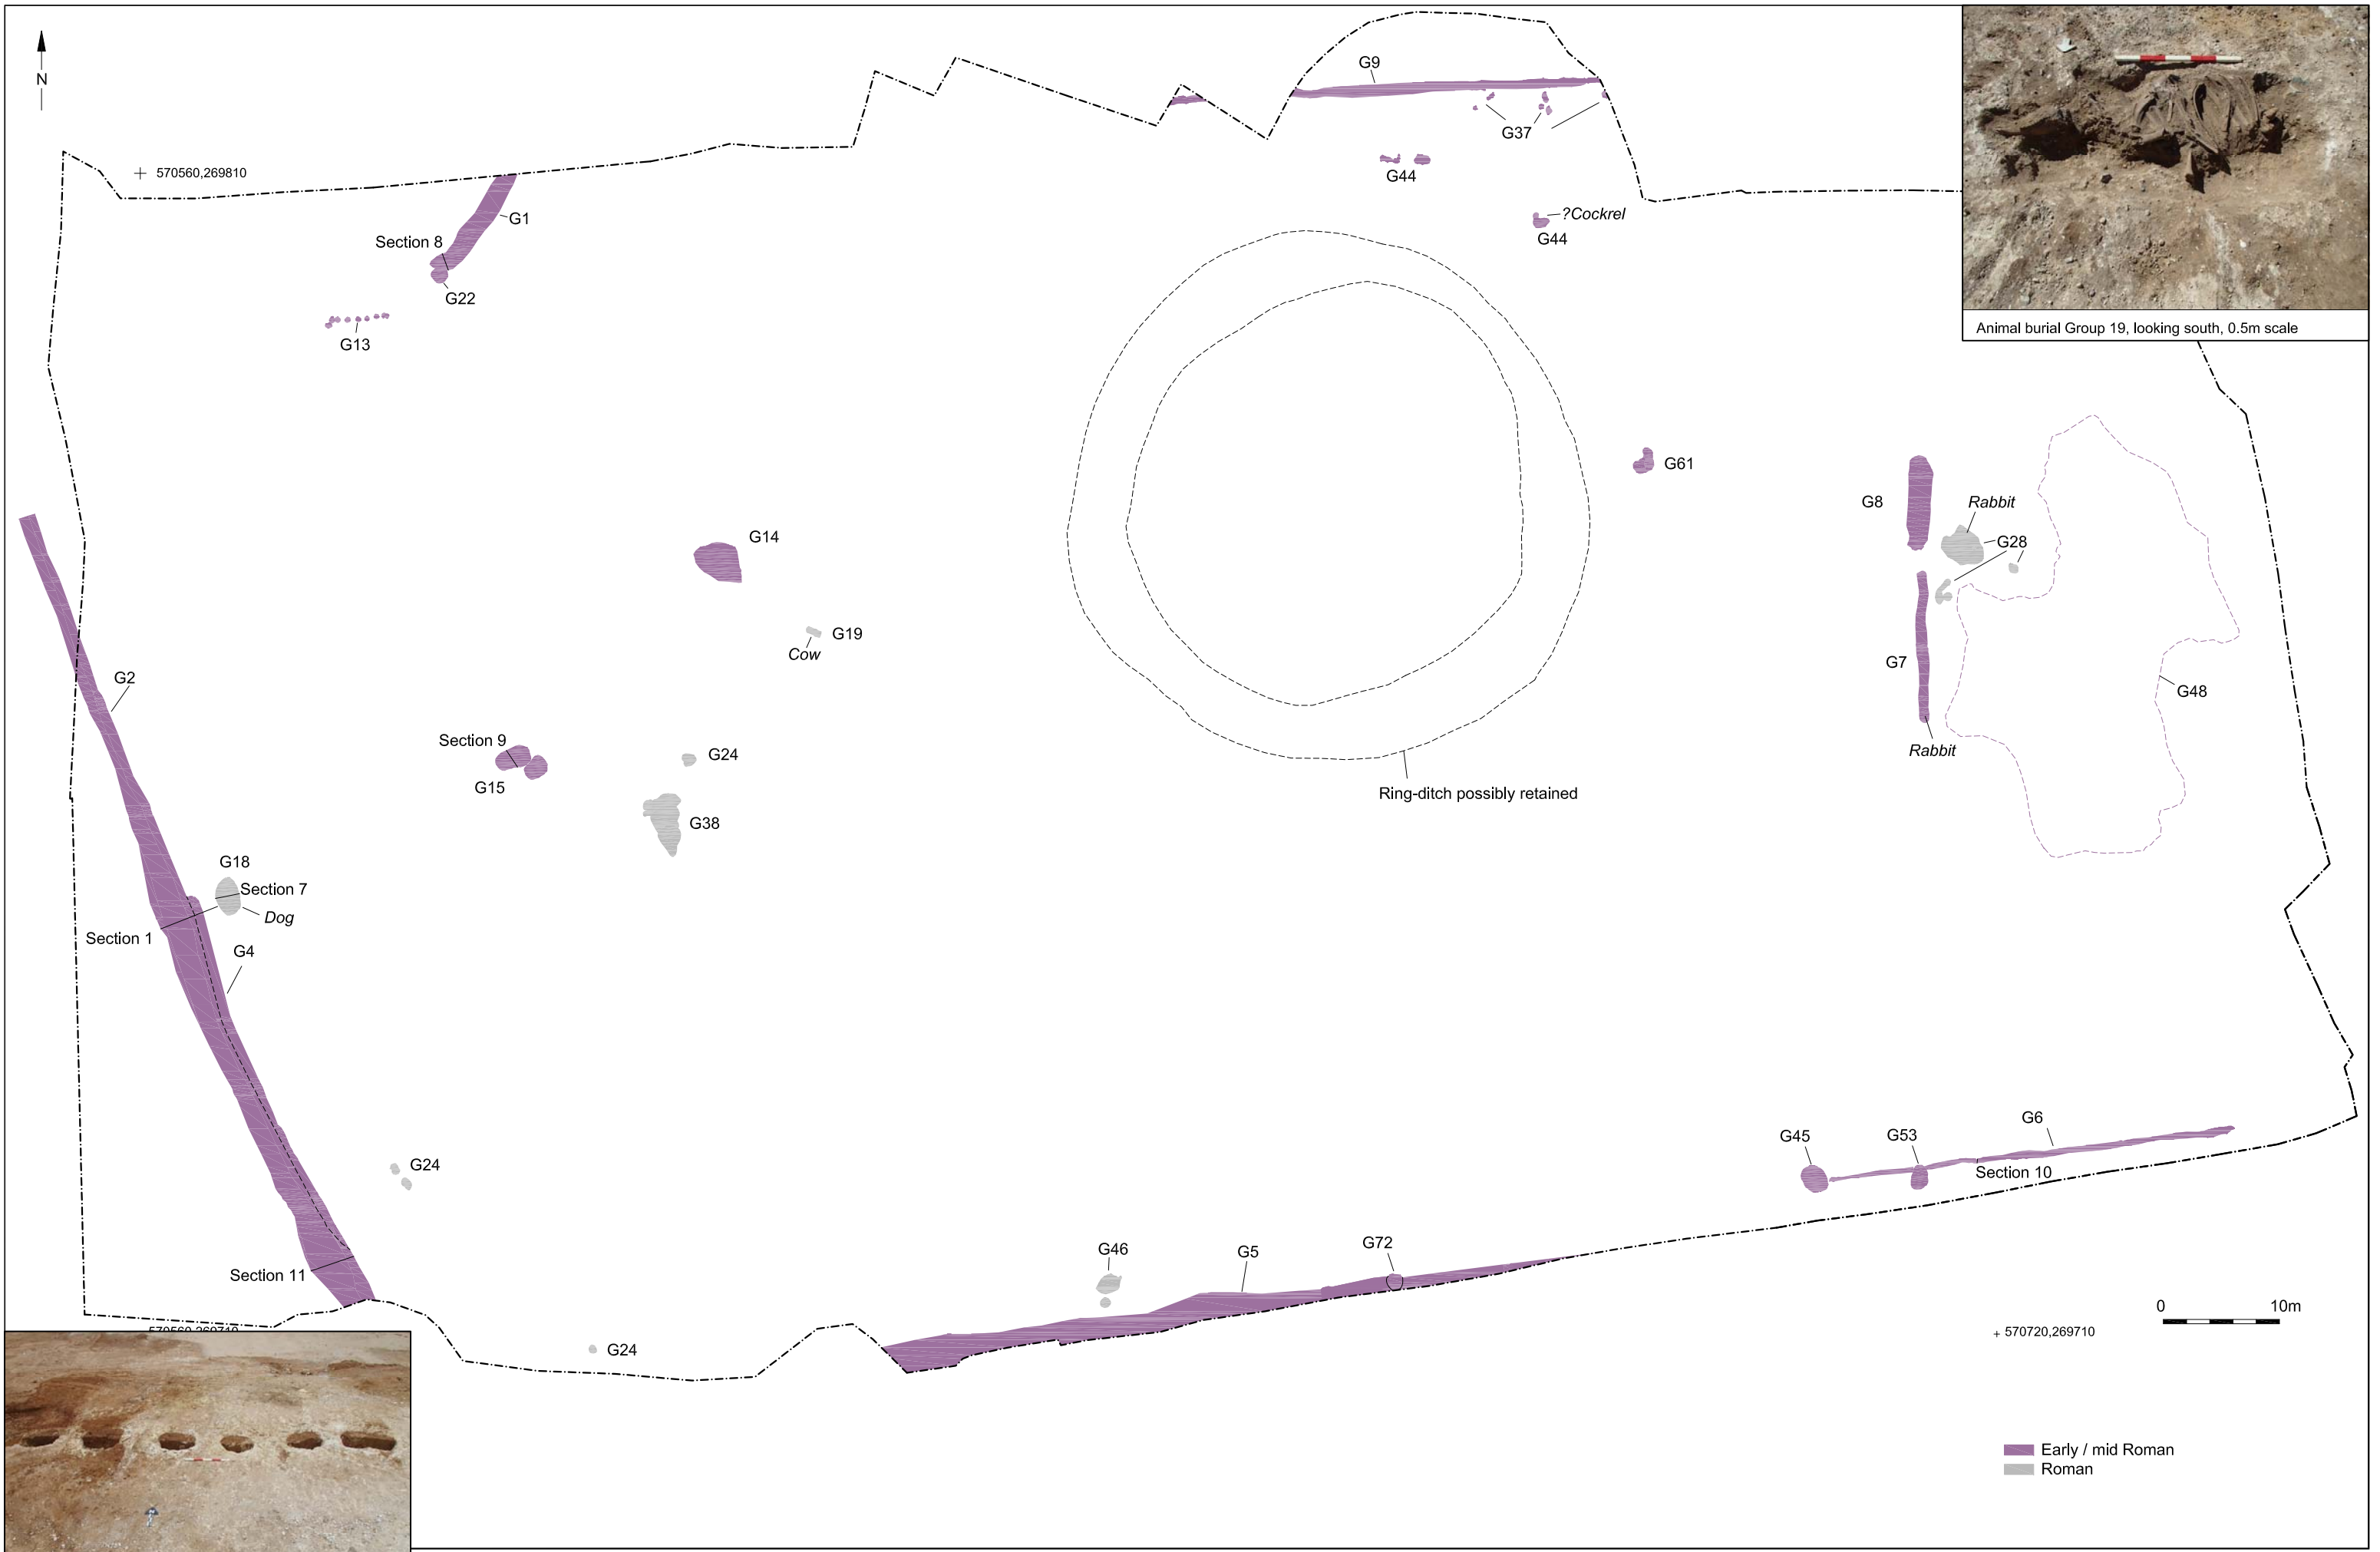 G9
N
G37
570560,269810
G44
G1
?Cockrel
G44
Section 8
G22
Animal burial Group 19, looking south, 0.5m scale
G13
G61
G8
Rabbit
G14
G28
G19
Cow
G7
G2
G48
Section 9
G24
Rabbit
G15
Ring-ditch possibly retained
G38
G18
Section 7
Dog
Section 1
G4
G6
G45
G53
G24
Section 10
G46
G5
G72
Section 11
0 10m
570560,269710
570720,269710
G24
Early / mid Roman
Roman